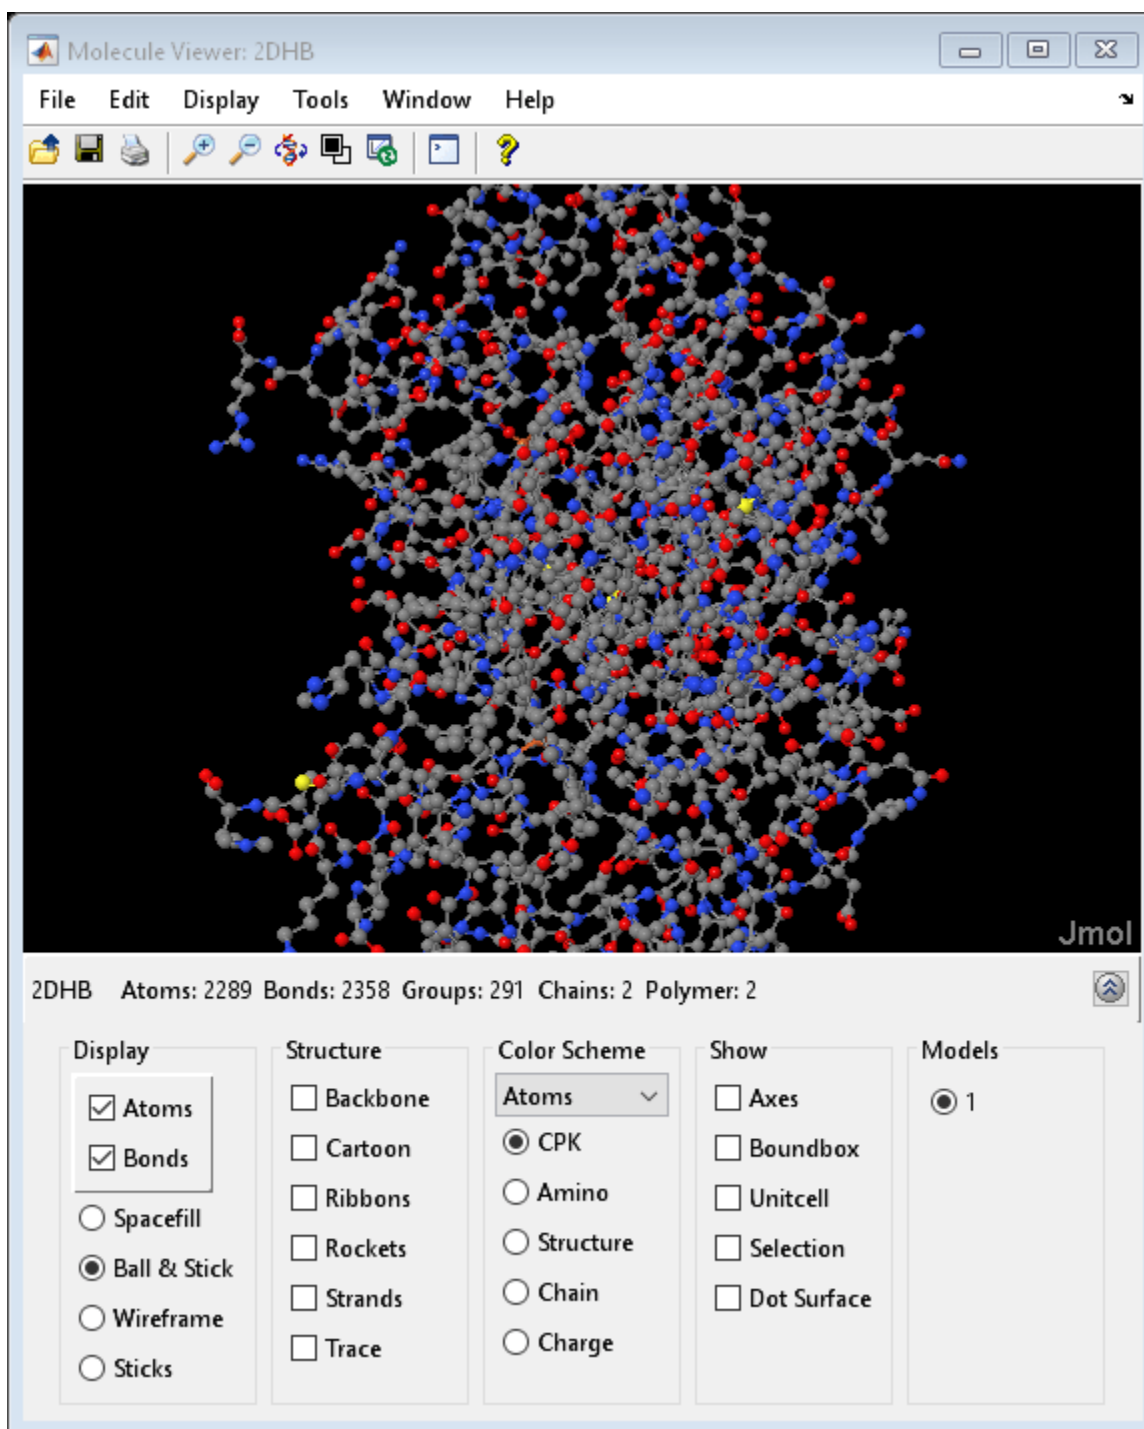 Molecule Viewer: 2DHB
File Edit Display Tools Window Help
Jmol
2DHB Atoms: 2289 Bonds: 2358 Groups: 291 Chains: 2 Polymer: 2
Display
Atoms
Bonds
Spacefill
Ball & Stick
Wireframe
Sticks
Structure
Backbone
Cartoon
Ribbons
Rockets
Strands
Trace
Color Scheme
Atoms
CPK
Amino
Structure
Chain
Charge
Show
Axes
Boundbox
Unitcell
Selection
Dot Surface
Models
1